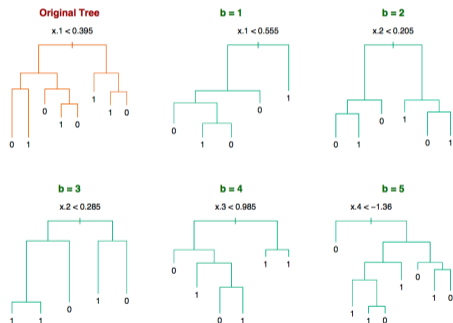 Original Tree b = 1 b = 2
x.1 < 0.395 x.1 < 0.555 x.2 < 0.205
1 1
0 1 0 0 0 1
1 0 0
0 1 1 0 0 1 0 1
b = 3 b = 4 b = 5
x.2 < 0.285 x.3 < 0.985 x.4 < −1.36
0
0 1 1 0
1 0 1 1 1 0
0
1 1 0 1 1 1 0